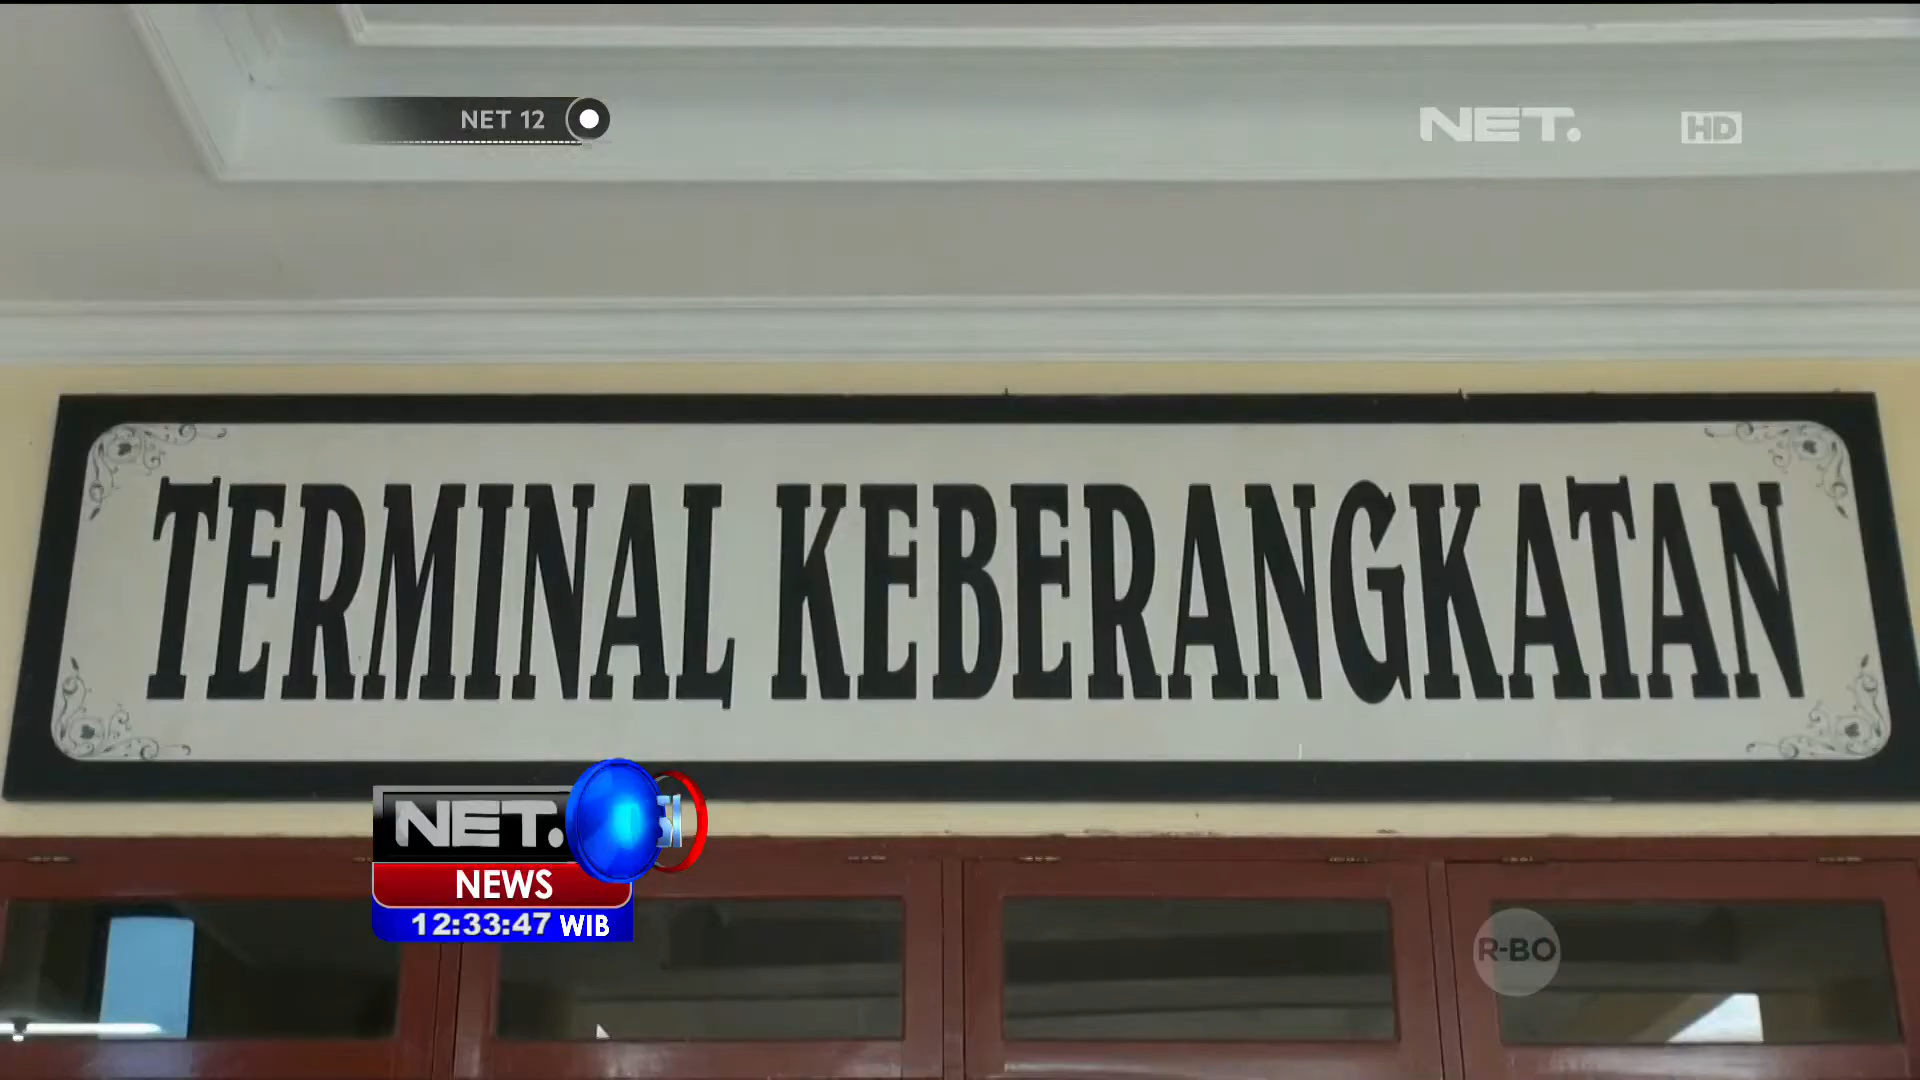 NET 12
NET.
HD
TERMINAL KEBERANGKATAN
NET.
NEWS
12:33:47 WIB
R-BO